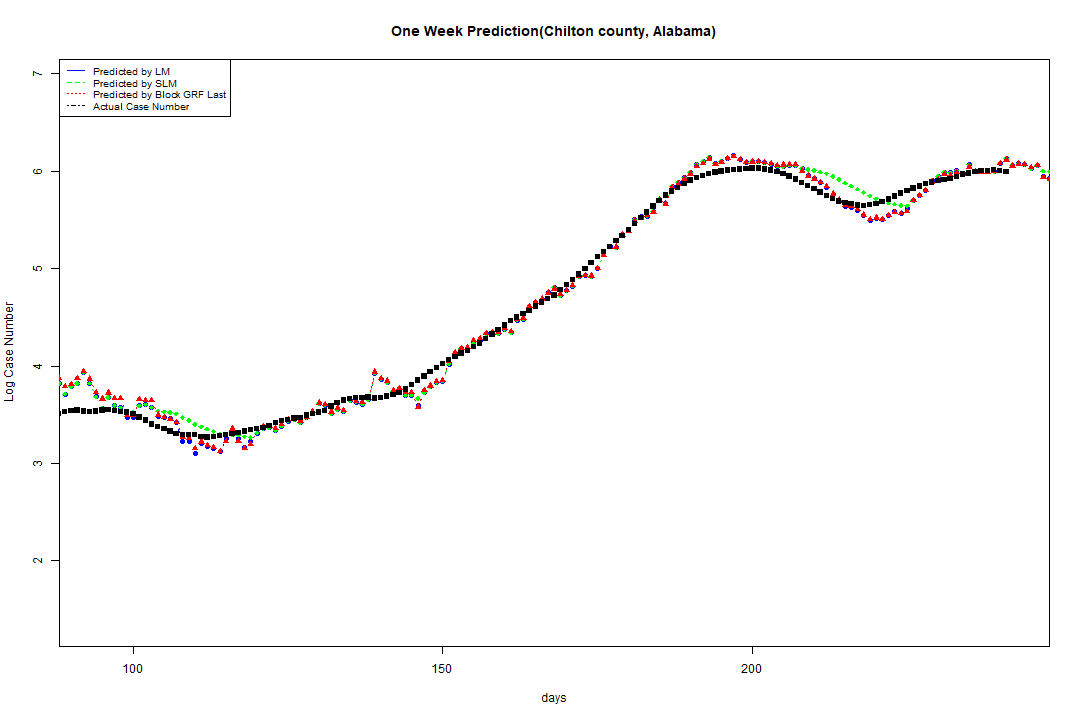 One Week Prediction(Chilton county, Alabama)
Predicted by LM
Predicted by SLM
Predicted by Block GRF Last
Actual Case Number
7
6
5
4
3
2
Log Case Number
100 150 200
days